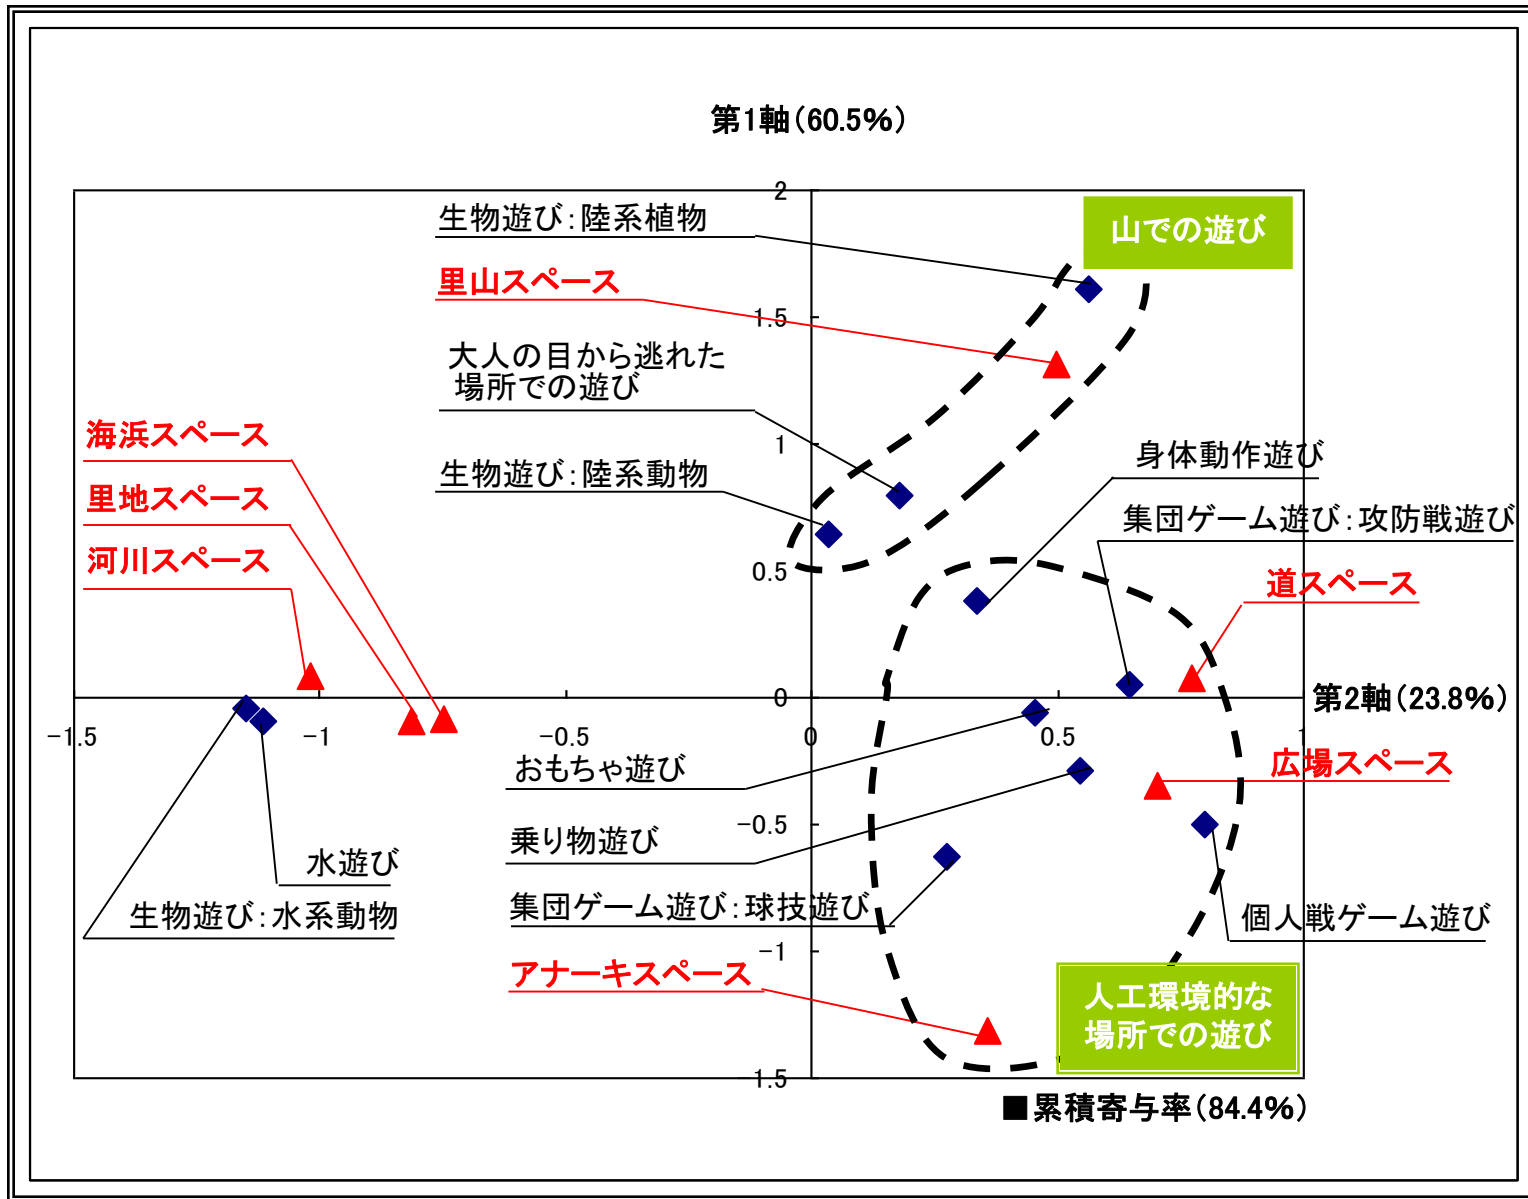 第1軸(60.5%)
2
生物遊び:陸系植物
山での遊び
里山スペース
1.5
大人の目から逃れた
場所での遊び
海浜スペース
1
身体動作遊び
生物遊び:陸系動物
里地スペース
集団ゲーム遊び:攻防戦遊び
河川スペース
0.5
道スペース
0
第2軸(23.8%)
-1.5
-1
-0.5
0
0.5
1
おもちゃ遊び
広場スペース
-0.5
乗り物遊び
水遊び
集団ゲーム遊び:球技遊び
生物遊び:水系動物
個人戦ゲーム遊び
-1
アナーキスペース
人工環境的な
場所での遊び
-1.5
■累積寄与率(84.4%)